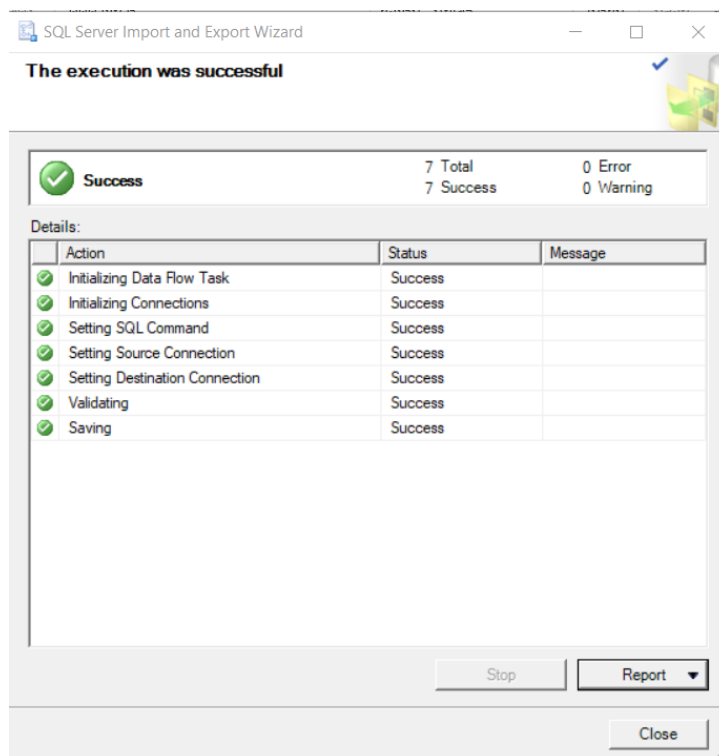 SQL Server Import and Export Wizard
The execution was successful
Success 7 Total 0 Error
7 Success 0 Warning
Details:
Action Status Message
Initializing Data Flow Task Success
Initializing Connections Success
Setting SQL Command Success
Setting Source Connection Success
Setting Destination Connection Success
Validating Success
Saving Success
Stop Report
Close